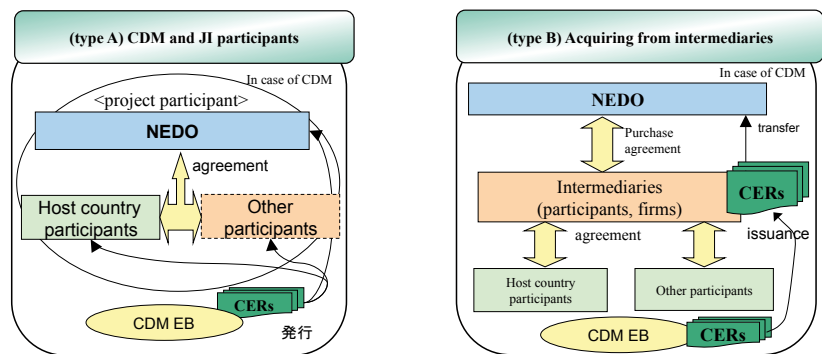 (type A) CDM and JI participants
In case of CDM
<project participant>
NEDO
agreement
Host country
participants
Other
participants
CERs
CDM EB
発行
(type B) Acquiring from intermediaries
In case of CDM
NEDO
Purchase
agreement
transfer
Intermediaries
(participants, firms)
CERs
agreement
issuance
Host country
participants
Other participants
CDM EB
CERs